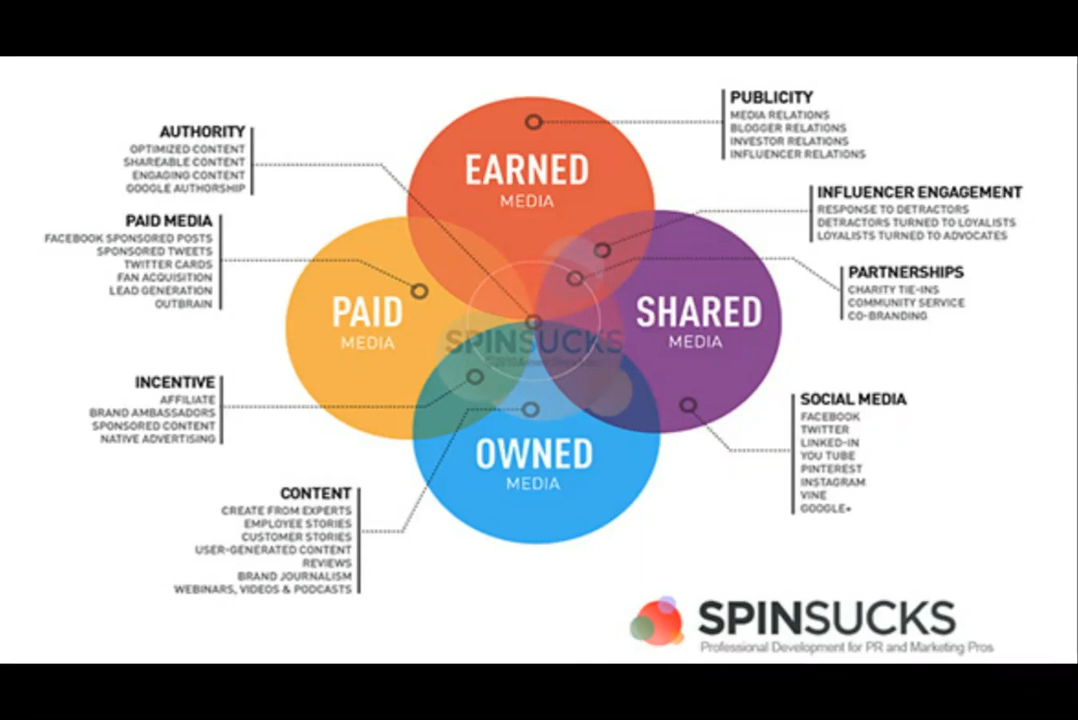 PUBLICITY
MEDIA RELATIONS
BLOGGER RELATIONS
INVESTOR RELATIONS
INFLUENCER RELATIONS
AUTHORITY
OPTIMIZED CONTENT
SHAREABLE CONTENT
ENGAGING CONTENT
GOOGLE AUTHORSHIP
EARNED
MEDIA
INFLUENCER ENGAGEMENT
RESPONSE TO DETRACTORS
DETRACTORS TURNED TO LOYALISTS
LOYALISTS TURNED TO ADVOCATES
PAID MEDIA
FACEBOOK SPONSORED POSTS
SPONSORED TWEETS
TWITTER CARDS
FAN ACQUISITION
LEAD GENERATION
OUTBRAIN
PARTNERSHIPS
CHARITY TIE-INS
COMMUNITY SERVICE
CO-BRANDING
PAID
MEDIA
SHARED
MEDIA
SPINSUCKS
INCENTIVE
AFFILIATE
BRAND AMBASSADORS
SPONSORED CONTENT
NATIVE ADVERTISING
SOCIAL MEDIA
FACEBOOK
TWITTER
LINKED-IN
YOU TUBE
PINTEREST
INSTAGRAM
VINE
GOOGLE+
OWNED
MEDIA
CONTENT
CREATE FROM EXPERTS
EMPLOYEE STORIES
CUSTOMER STORIES
USER-GENERATED CONTENT
REVIEWS
BRAND JOURNALISM
WEBINARS, VIDEOS & PODCASTS
SPINSUCKS
Professional Development for PR and Marketing Pros